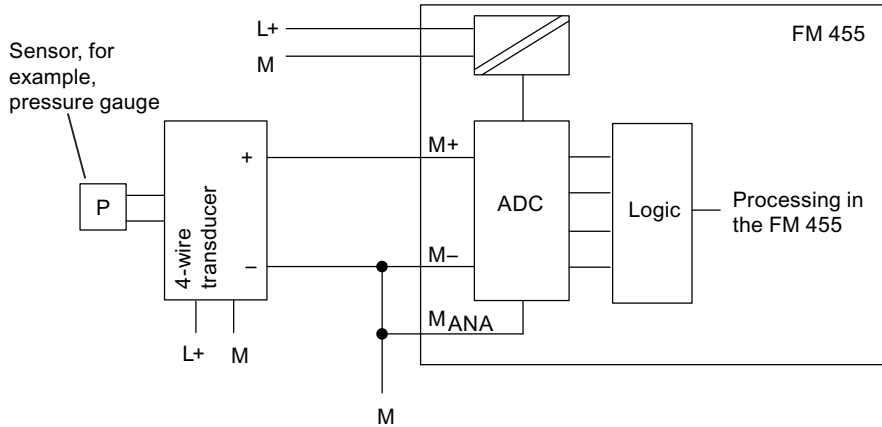 L+
M
FM 455
Sensor, for
example,
pressure gauge
P
4-wire
transducer
+
–
L+
M
M+
M–
MANA
M
ADC
Logic
Processing in
the FM 455